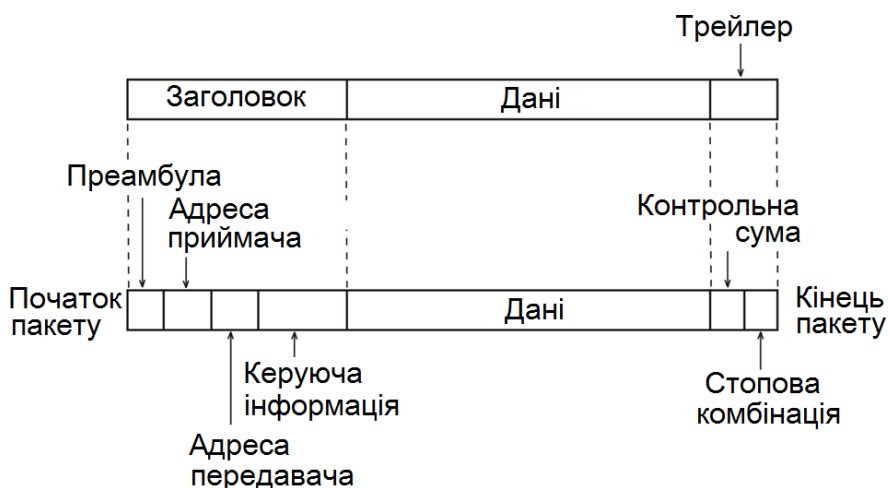 Трейлер
Заголовок
Дані
Преамбула
Адреса
приймача
Контрольна
сума
Початок
пакету
Дані
Кінець
пакету
Керуюча
інформація
Адреса
передавача
Стопова
комбінація